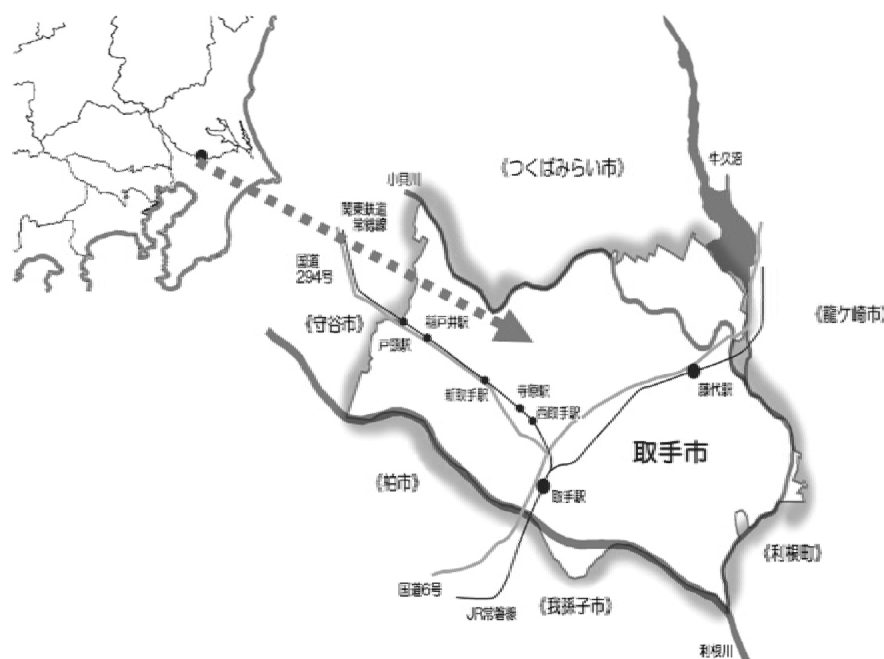 牛久沼
《つくばみらい市》
小貝川
関東鉄道
常総線
国道
294号
《守谷市》
稲戸井駅
戸頭駅
《龍ケ崎市》
藤代駅
新取手駅
寺原駅
西取手駅
取手市
《柏市》
取手駅
《利根町》
国道6号
《我孫子市》
JR常磐線
利根川